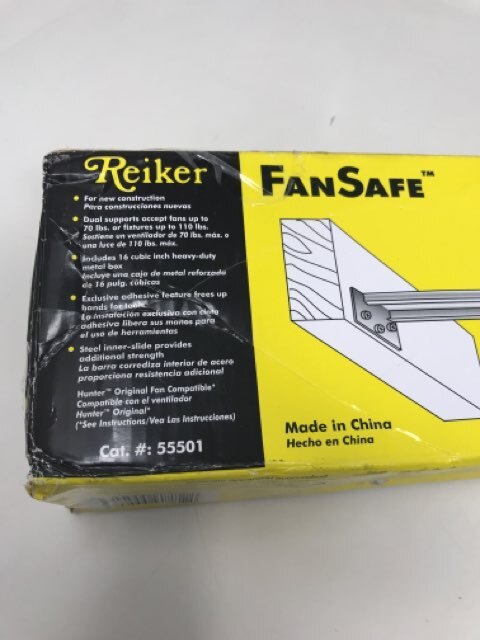 Reiker
FANSAFE™
• For new construction
Para construcciones nuevas
• Dual supports accept fans up to
70 lbs. or fixtures up to 110 lbs.
Sostiene un ventilador de 70 lbs. máx. o
una luce de 110 lbs. máx.
• Includes 16 cubic inch heavy-duty
metal box
Incluye una caja de metal reforzada
de 16 pulg. cúbicas
• Exclusive adhesive feature frees up
hands for tools
La instalación exclusiva con cinta
adhesiva libera sus manos para
el uso de herramientas
• Steel inner-slide provides
additional strength
La barra corrediza interior de acero
proporciona resistencia adicional
Hunter™ Original Fan Compatible*
Compatible con el ventilador
Hunter™ Original*
(*See Instructions/Vea Las Instrucciones)
Cat. #: 55501
Made in China
Hecho en China